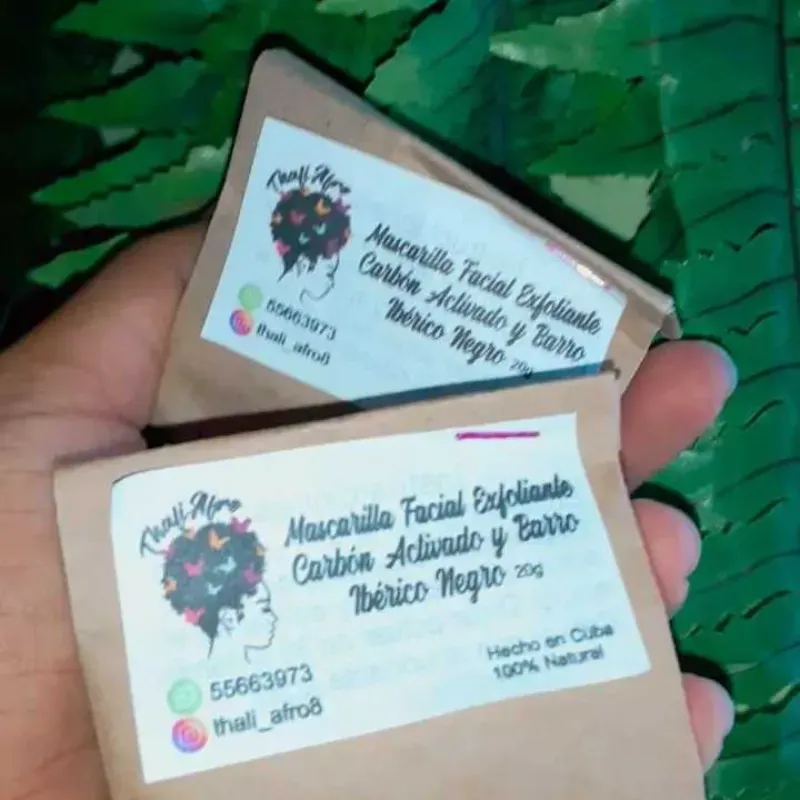 Thali Afro
Mascarilla Facial Exfoliante
Carbón Activado y Barro
Ibérico Negro 20g
55663973
thali_afro8
Thali Afro
Mascarilla Facial Exfoliante
Carbón Activado y Barro
Ibérico Negro 20g
55663973
thali_afro8
Hecho en Cuba
100% Natural